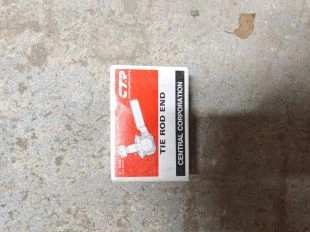 CTR
TIE ROD END
CENTRAL CORPORATION